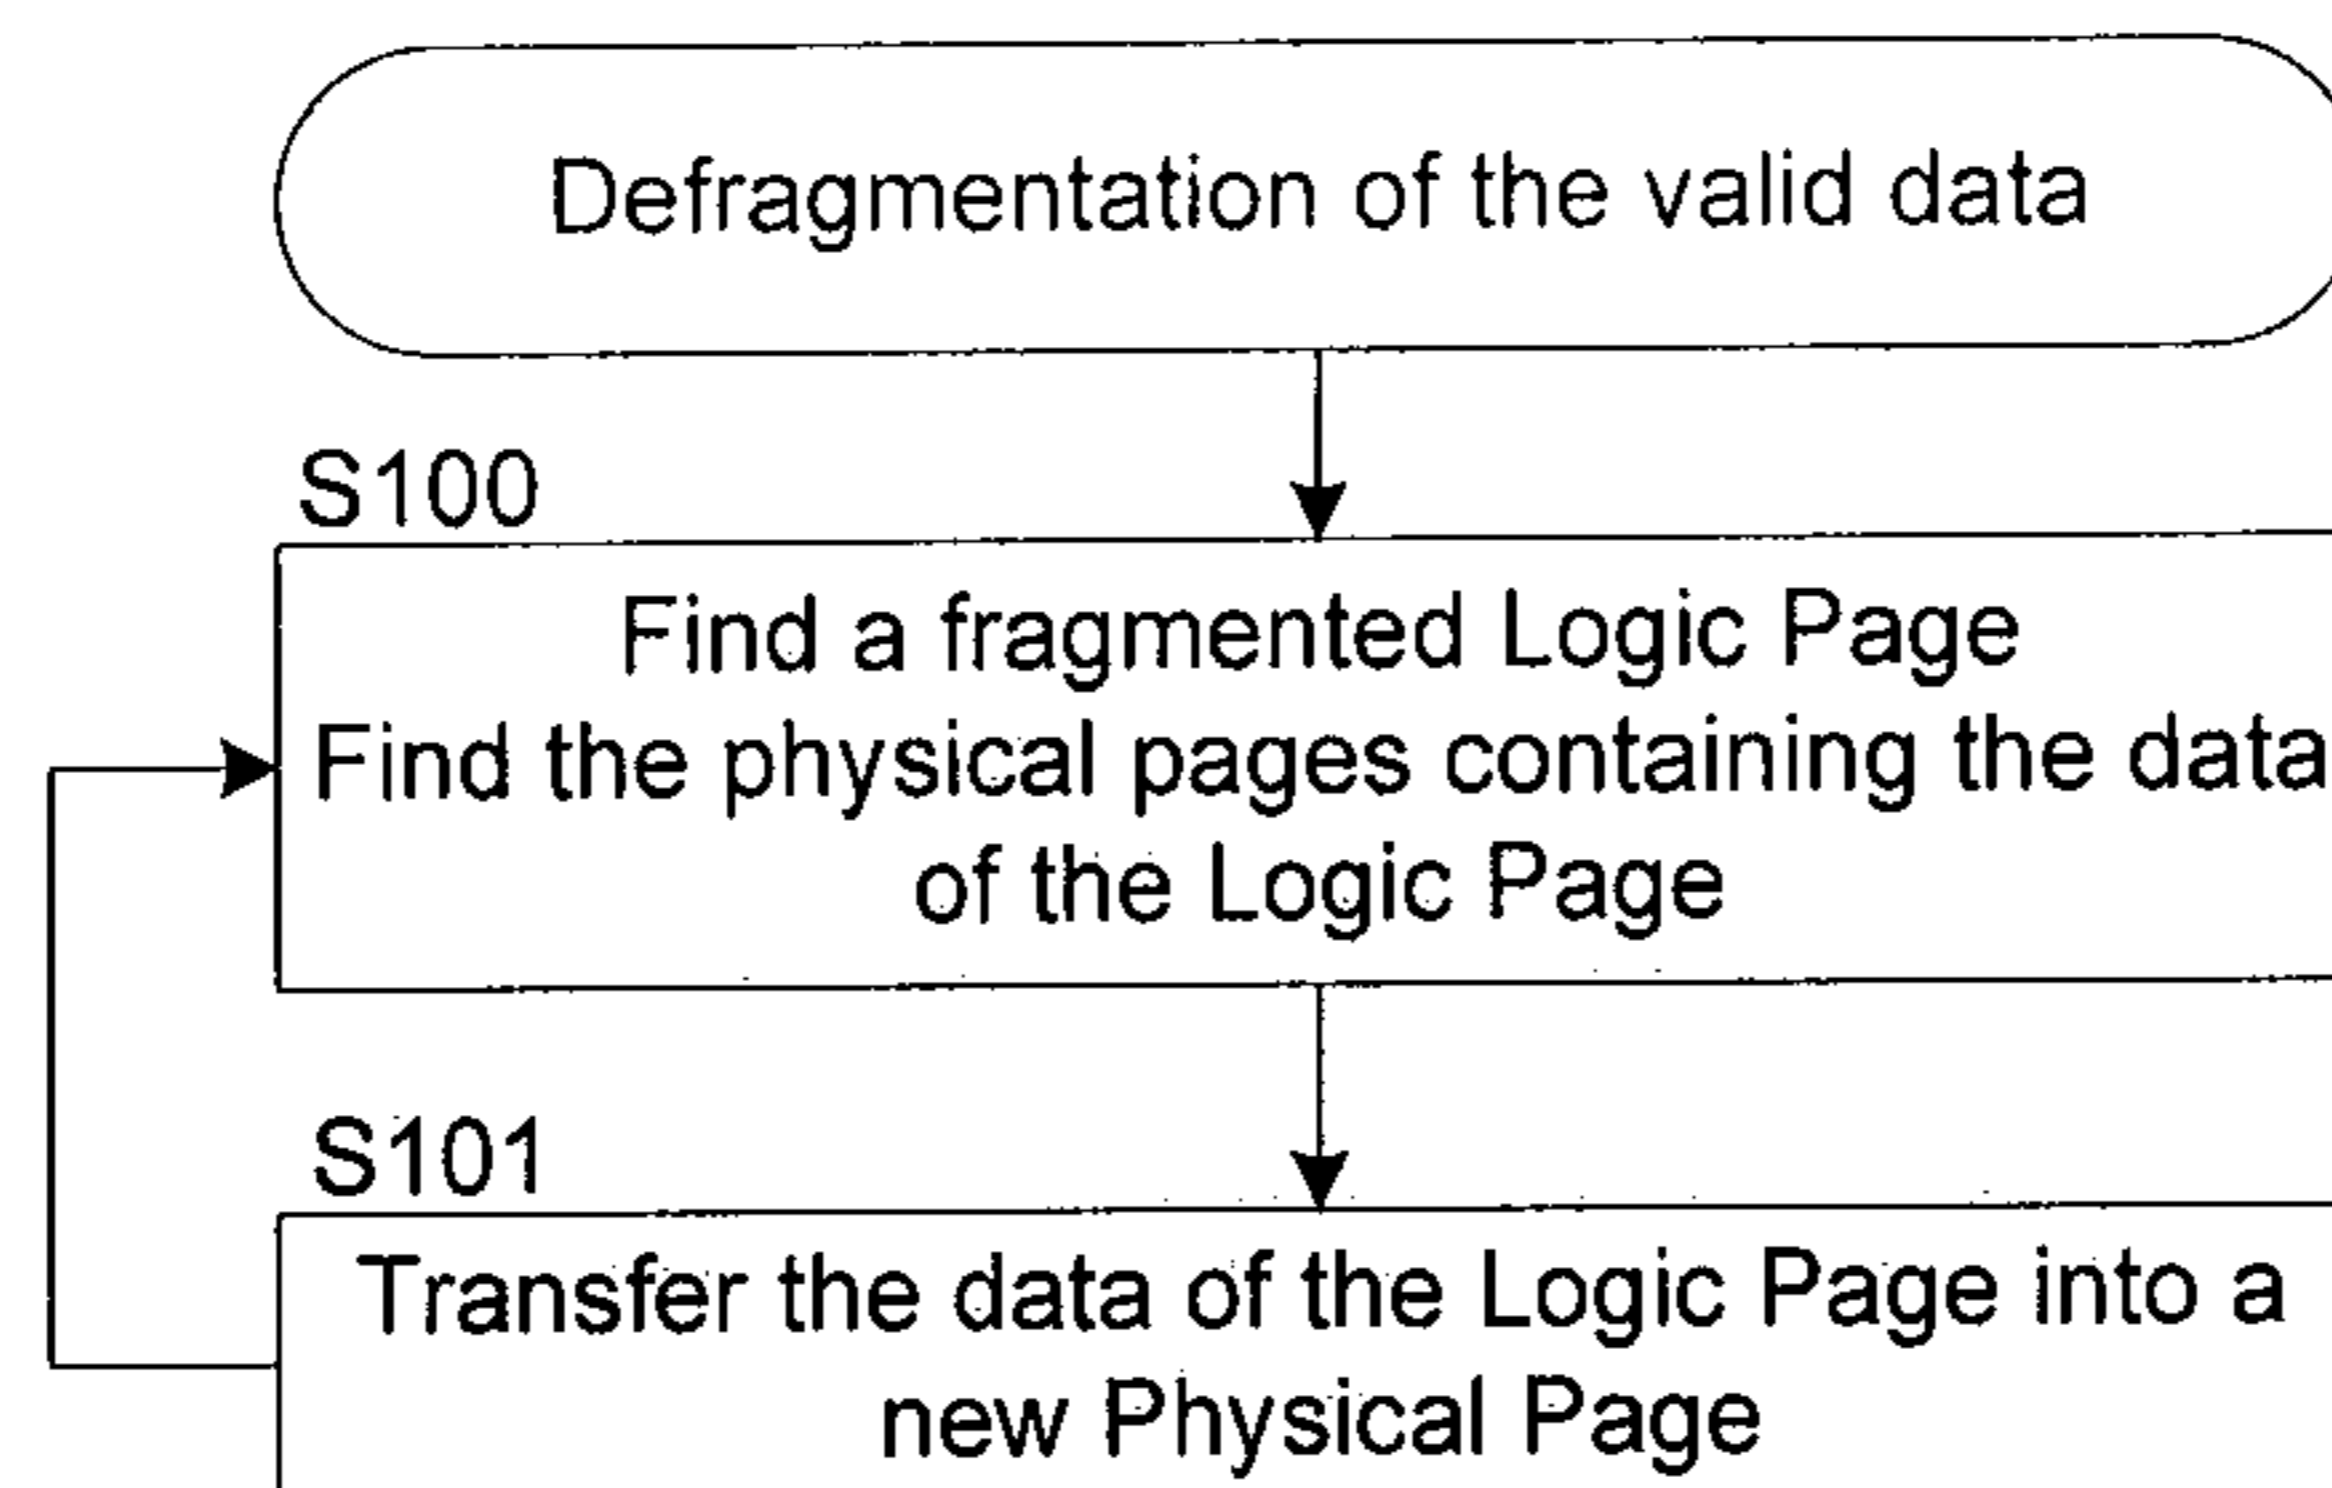 Defragmentation of the valid data
S100
Find a fragmented Logic Page
Find the physical pages containing the data
of the Logic Page
S101
Transfer the data of the Logic Page into a
new Physical Page